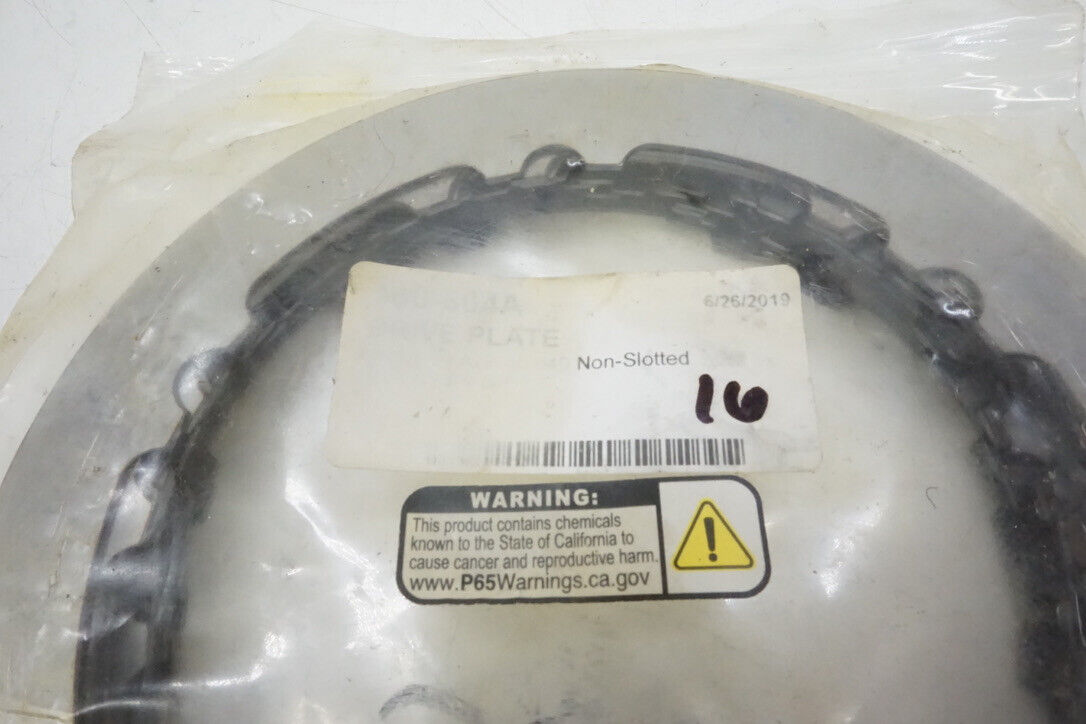 6/26/2019
PLATE
Non-Slotted
16
WARNING:
This product contains chemicals
known to the State of California to
cause cancer and reproductive harm.
www.P65Warnings.ca.gov
!